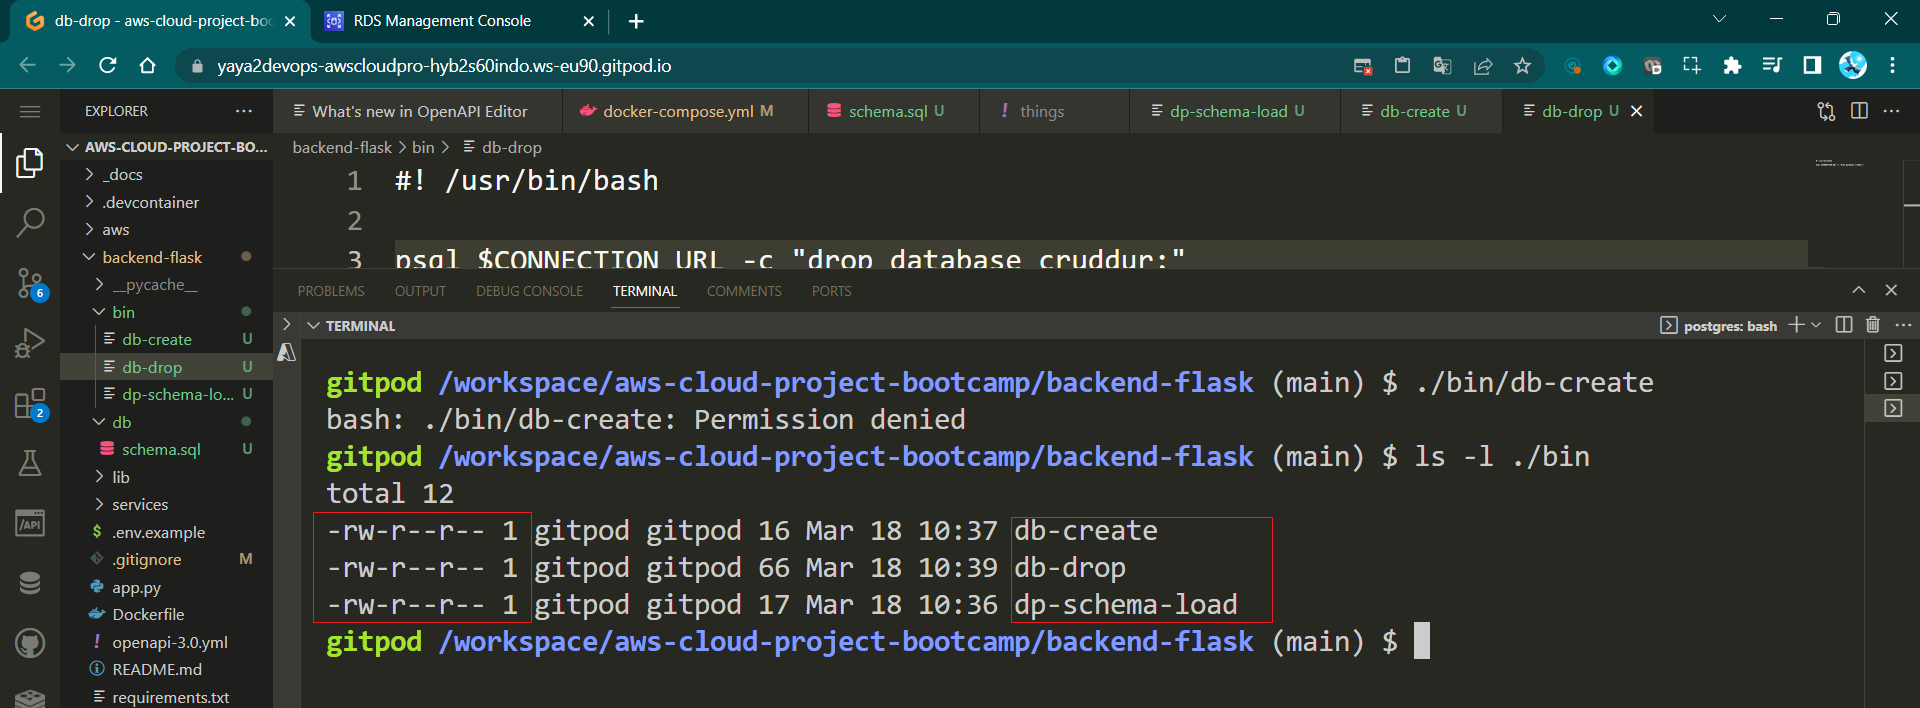 db-drop - aws-cloud-project-boo
RDS Management Console
yaya2devops-awscloudpro-hyb2s60indo.ws-eu90.gitpod.io
EXPLORER
What's new in OpenAPI Editor
docker-compose.yml M
schema.sql U
! things
dp-schema-load U
db-create U
db-drop U
AWS-CLOUD-PROJECT-BO...
_docs
.devcontainer
aws
backend-flask
__pycache__
bin
db-create U
db-drop U
dp-schema-lo... U
db
schema.sql U
lib
services
$ .env.example
.gitignore M
app.py
Dockerfile
! openapi-3.0.yml
README.md
requirements.txt
6
2
/API
backend-flask > bin > db-drop
1 #! /usr/bin/bash
2
3 psql $CONNECTION_URL -c "drop database cruddur;"
PROBLEMS OUTPUT DEBUG CONSOLE TERMINAL COMMENTS PORTS
TERMINAL
postgres: bash
gitpod /workspace/aws-cloud-project-bootcamp/backend-flask (main) $ ./bin/db-create
bash: ./bin/db-create: Permission denied
gitpod /workspace/aws-cloud-project-bootcamp/backend-flask (main) $ ls -l ./bin
total 12
-rw-r--r-- 1 gitpod gitpod 16 Mar 18 10:37 db-create
-rw-r--r-- 1 gitpod gitpod 66 Mar 18 10:39 db-drop
-rw-r--r-- 1 gitpod gitpod 17 Mar 18 10:36 dp-schema-load
gitpod /workspace/aws-cloud-project-bootcamp/backend-flask (main) $